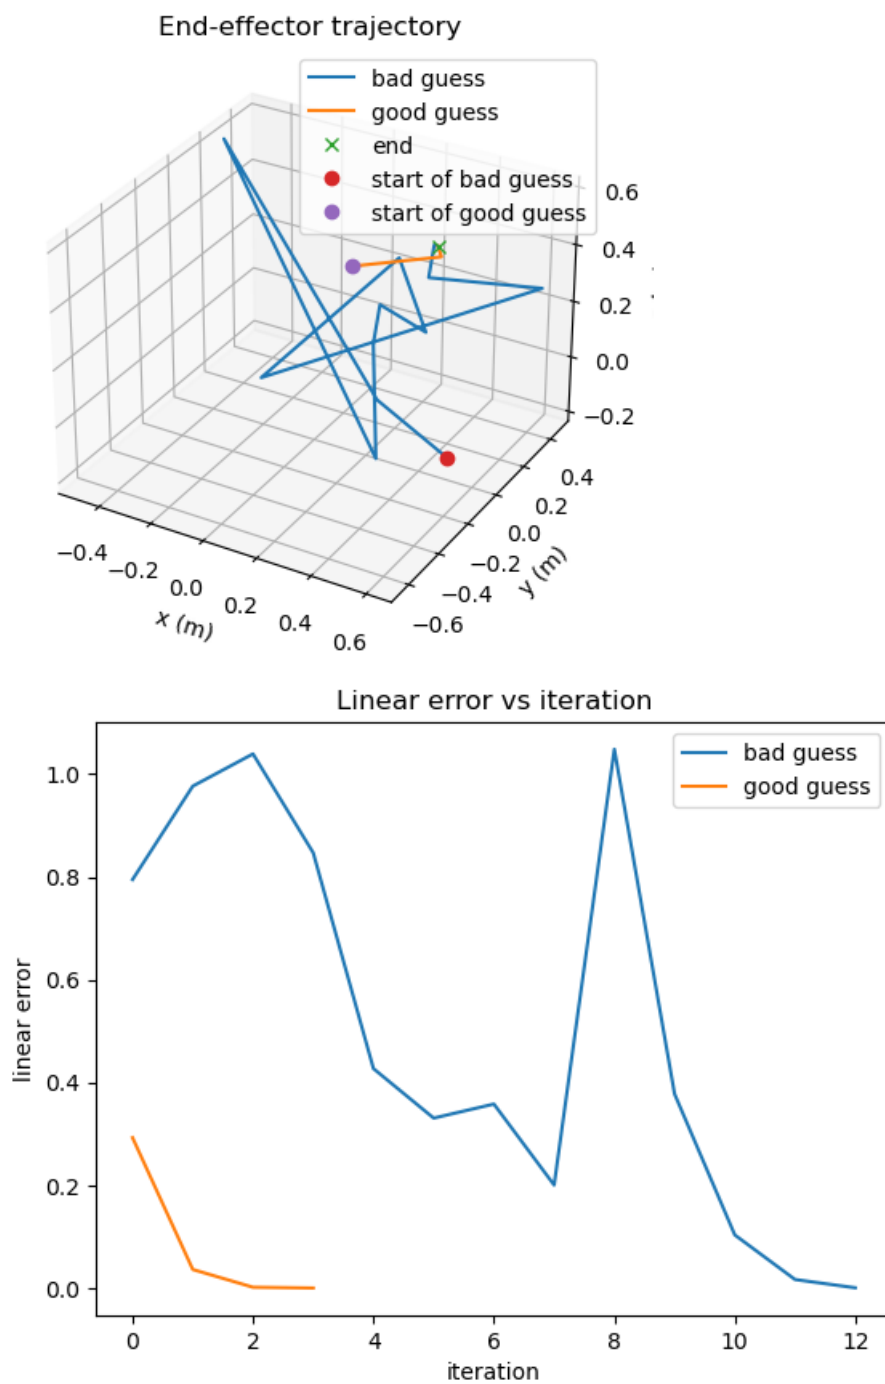 End-effector trajectory
bad guess
good guess
end
start of bad guess
start of good guess
0.6
0.4
0.2
0.0
−0.2
0.4
0.2
0.0
−0.2
−0.4
−0.6
y (m)
−0.4
−0.2
0.0
0.2
0.4
0.6
x (m)
Linear error vs iteration
bad guess
good guess
1.0
0.8
0.6
0.4
0.2
0.0
linear error
0 2 4 6 8 10 12
iteration